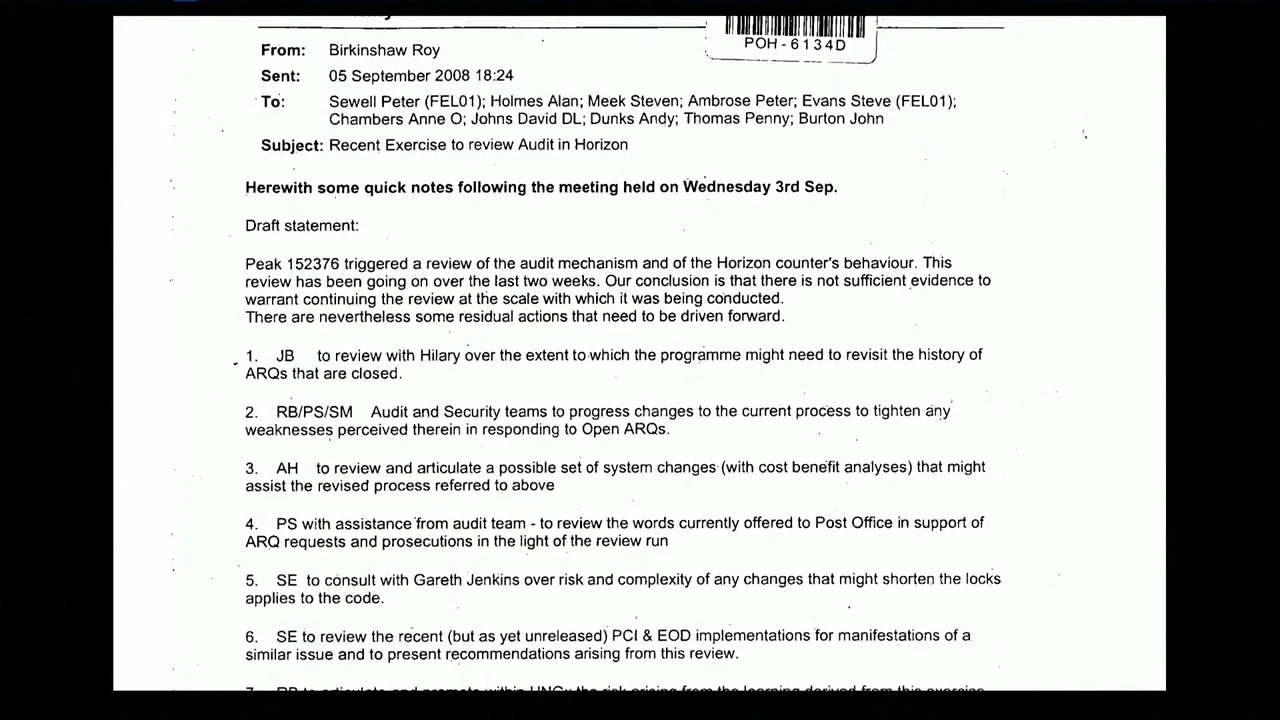 POH-6134D
From: Birkinshaw Roy
Sent: 05 September 2008 18:24
To: Sewell Peter (FEL01); Holmes Alan; Meek Steven; Ambrose Peter; Evans Steve (FEL01);
Chambers Anne O; Johns David DL; Dunks Andy; Thomas Penny; Burton John
Subject: Recent Exercise to review Audit in Horizon
Herewith some quick notes following the meeting held on Wednesday 3rd Sep.
Draft statement:
Peak 152376 triggered a review of the audit mechanism and of the Horizon counter's behaviour. This
review has been going on over the last two weeks. Our conclusion is that there is not sufficient evidence to
warrant continuing the review at the scale with which it was being conducted.
There are nevertheless some residual actions that need to be driven forward.
1. JB to review with Hilary over the extent to which the programme might need to revisit the history of
ARQs that are closed.
2. RB/PS/SM Audit and Security teams to progress changes to the current process to tighten any
weaknesses perceived therein in responding to Open ARQs.
3. AH to review and articulate a possible set of system changes (with cost benefit analyses) that might
assist the revised process referred to above
4. PS with assistance from audit team - to review the words currently offered to Post Office in support of
ARQ requests and prosecutions in the light of the review run
5. SE to consult with Gareth Jenkins over risk and complexity of any changes that might shorten the locks
applies to the code.
6. SE to review the recent (but as yet unreleased) PCI & EOD implementations for manifestations of a
similar issue and to present recommendations arising from this review.
the risk arising from the learning derived from this exercise